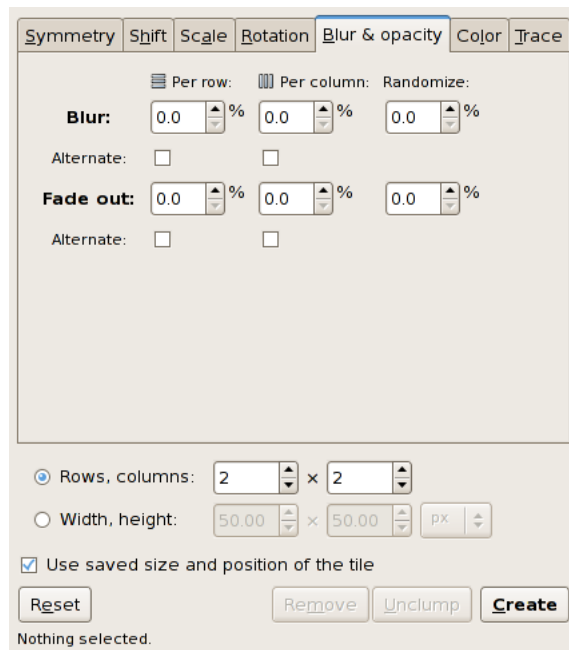 Symmetry Shift Scale Rotation Blur & opacity Color Trace
Per row: Per column: Randomize:
Blur: 0.0 % 0.0 % 0.0 %
Alternate:
Fade out: 0.0 % 0.0 % 0.0 %
Alternate:
Rows, columns: 2 × 2
Width, height: 50.00 × 50.00 px
Use saved size and position of the tile
Reset Remove Unclump Create
Nothing selected.